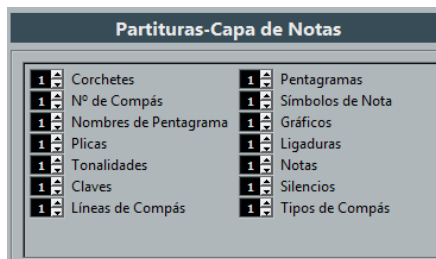 Partituras-Capa de Notas
1 Corchetes 1 Pentagramas
1 Nº de Compás 1 Símbolos de Nota
1 Nombres de Pentagrama 1 Gráficos
1 Plicas 1 Ligaduras
1 Tonalidades 1 Notas
1 Claves 1 Silencios
1 Líneas de Compás 1 Tipos de Compás